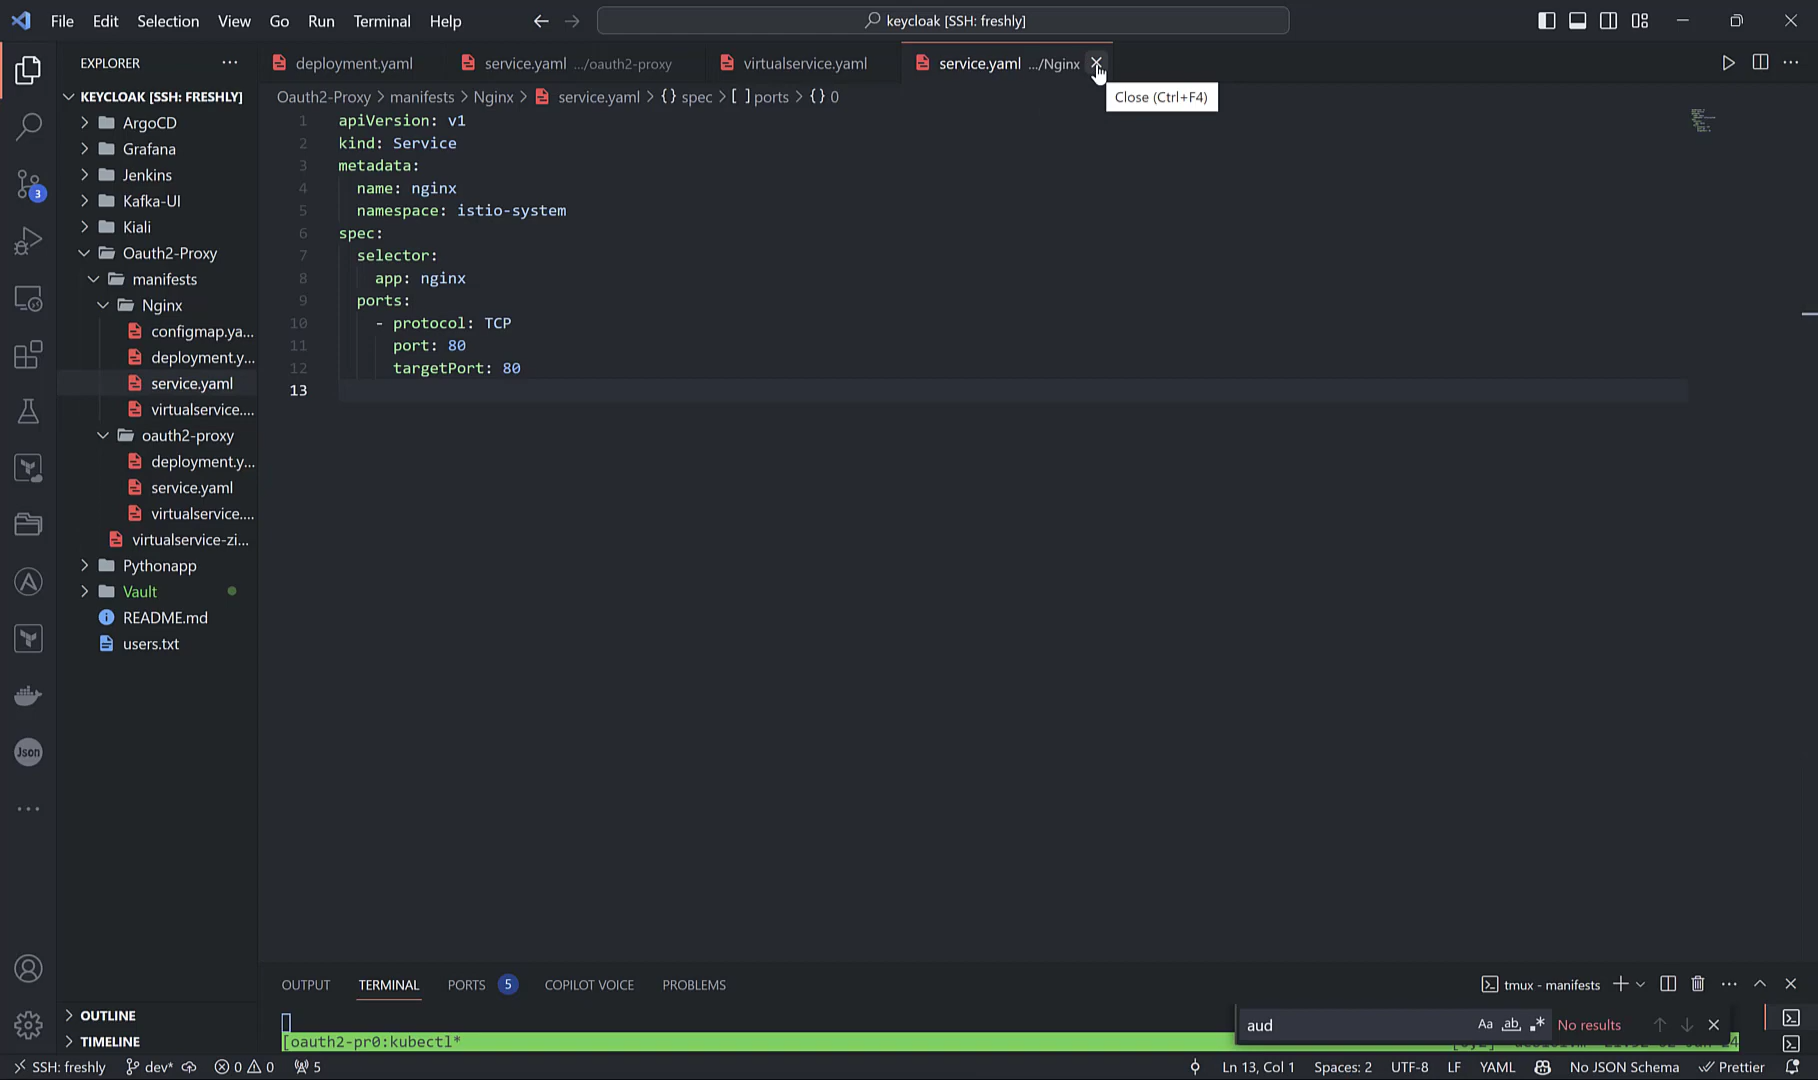 File Edit Selection View Go Run Terminal Help
keycloak [SSH: freshly]
EXPLORER
KEYCLOAK [SSH: FRESHLY]
ArgoCD
Grafana
Jenkins
Kafka-UI
Kiali
Oauth2-Proxy
manifests
Nginx
configmap.ya...
deployment.y...
service.yaml
virtualservice....
oauth2-proxy
deployment.y...
service.yaml
virtualservice....
virtualservice-zi...
Pythonapp
Vault
README.md
users.txt
OUTLINE
TIMELINE
3
Json
deployment.yaml service.yaml .../oauth2-proxy virtualservice.yaml service.yaml .../Nginx
Close (Ctrl+F4)
Oauth2-Proxy > manifests > Nginx > service.yaml > {} spec > [ ] ports > {} 0
1 apiVersion: v1
2 kind: Service
3 metadata:
4 name: nginx
5 namespace: istio-system
6 spec:
7 selector:
8 app: nginx
9 ports:
10 - protocol: TCP
11 port: 80
12 targetPort: 80
13
OUTPUT TERMINAL PORTS 5 COPILOT VOICE PROBLEMS
tmux - manifests
aud Aa ab No results
[oauth2-pr0:kubectl*
SSH: freshly dev* 0 0 5 Ln 13, Col 1 Spaces: 2 UTF-8 LF YAML No JSON Schema Prettier